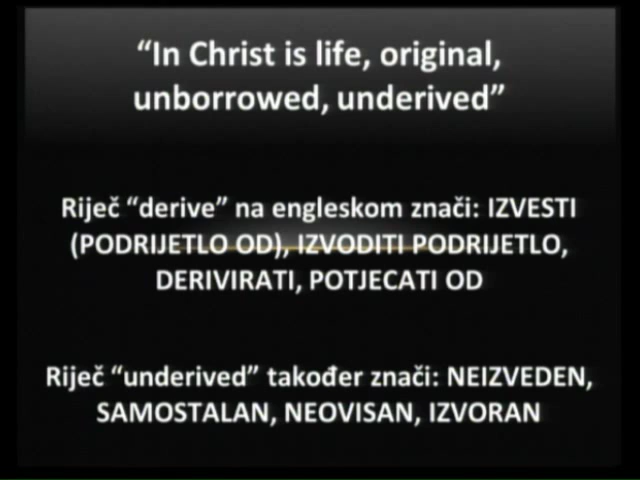 “In Christ is life, original,
unborrowed, underived”
Riječ “derive” na engleskom znači: IZVESTI
(PODRIJETLO OD), IZVODITI PODRIJETLO,
DERIVIRATI, POTJECATI OD
Riječ “underived” također znači: NEIZVEDEN,
SAMOSTALAN, NEOVISAN, IZVORAN